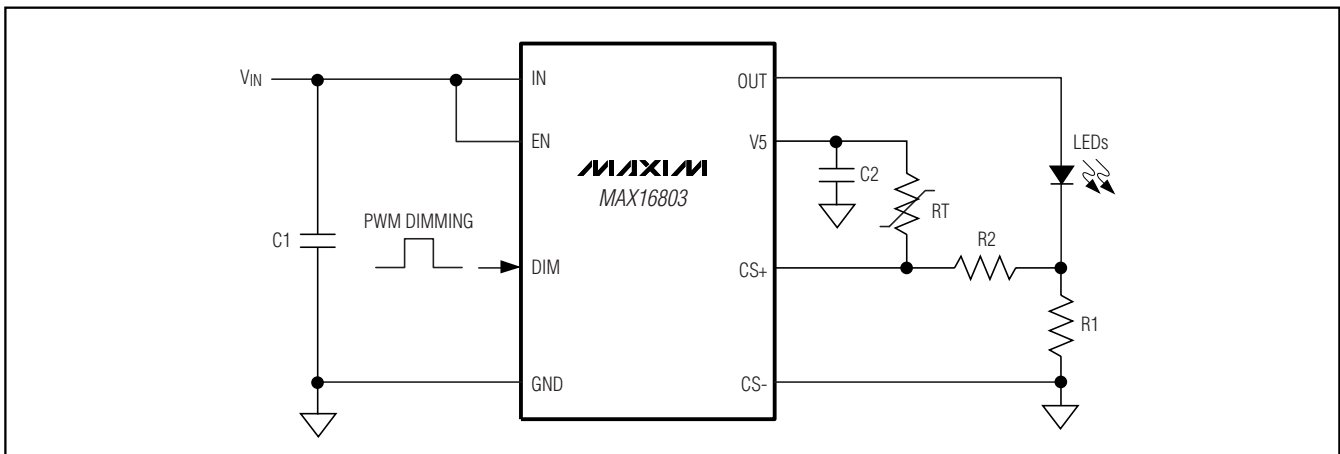 VIN
IN
OUT
EN
V5
LEDs
MAXIM
MAX16803
C2
RT
PWM DIMMING
C1
R2
DIM
CS+
R1
GND
CS-